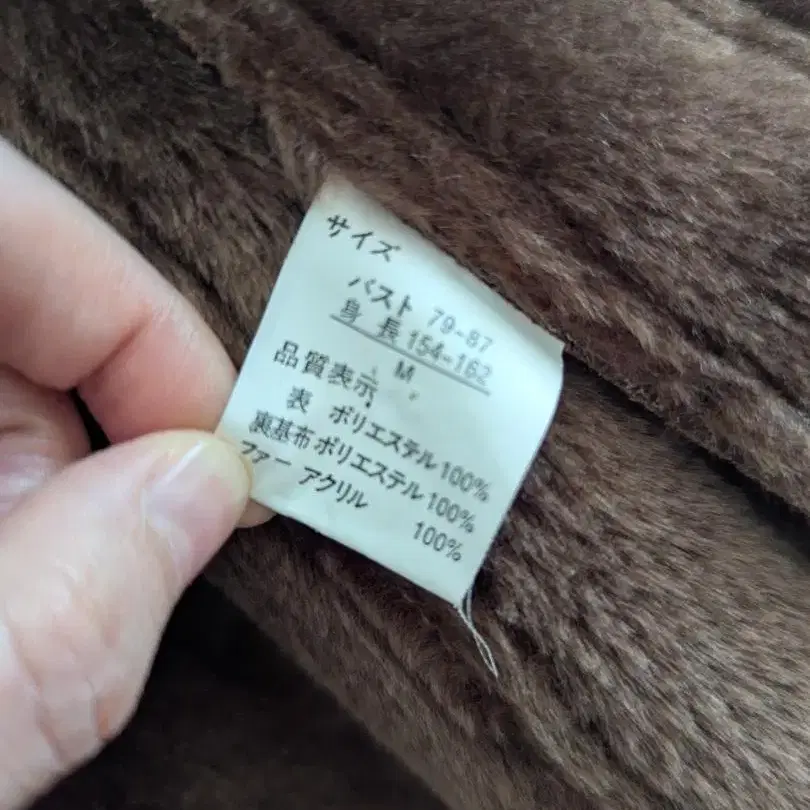 サイズ
バスト 79-87
身長 154-162
M
品質表示
表 ポリエステル 100%
裏基布 ポリエステル 100%
ファー アクリル 100%